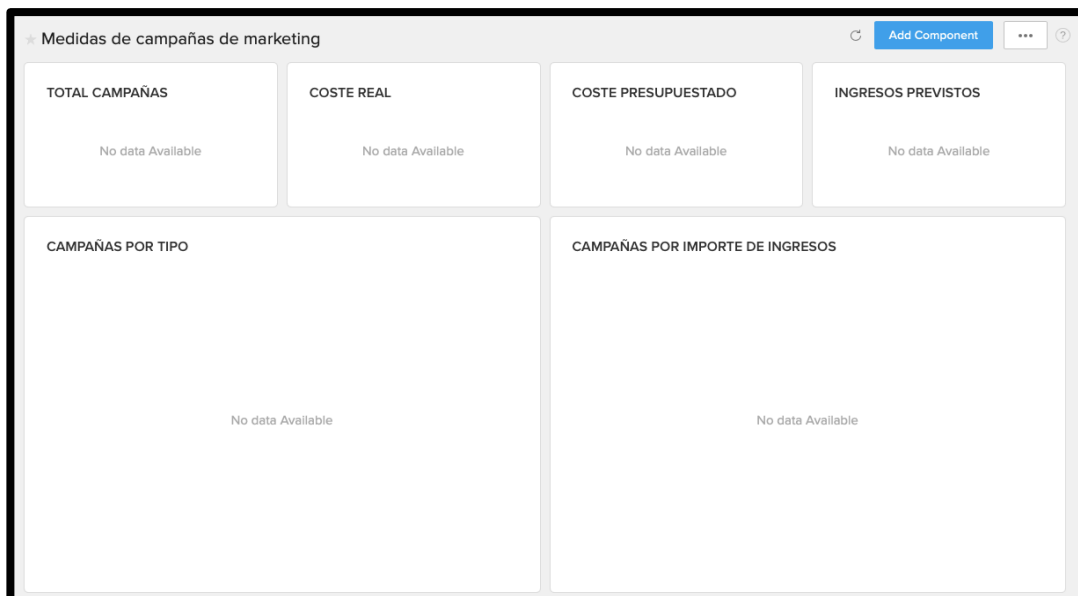 Medidas de campañas de marketing
Add Component
TOTAL CAMPAÑAS
No data Available
COSTE REAL
No data Available
COSTE PRESUPUESTADO
No data Available
INGRESOS PREVISTOS
No data Available
CAMPAÑAS POR TIPO
No data Available
CAMPAÑAS POR IMPORTE DE INGRESOS
No data Available